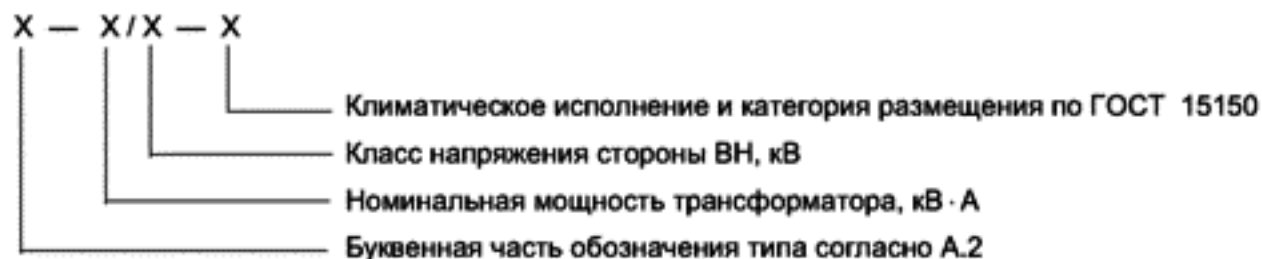 X — X/X — X
Климатическое исполнение и категория размещения по ГОСТ 15150
Класс напряжения стороны ВН, кВ
Номинальная мощность трансформатора, кВ · А
Буквенная часть обозначения типа согласно А.2